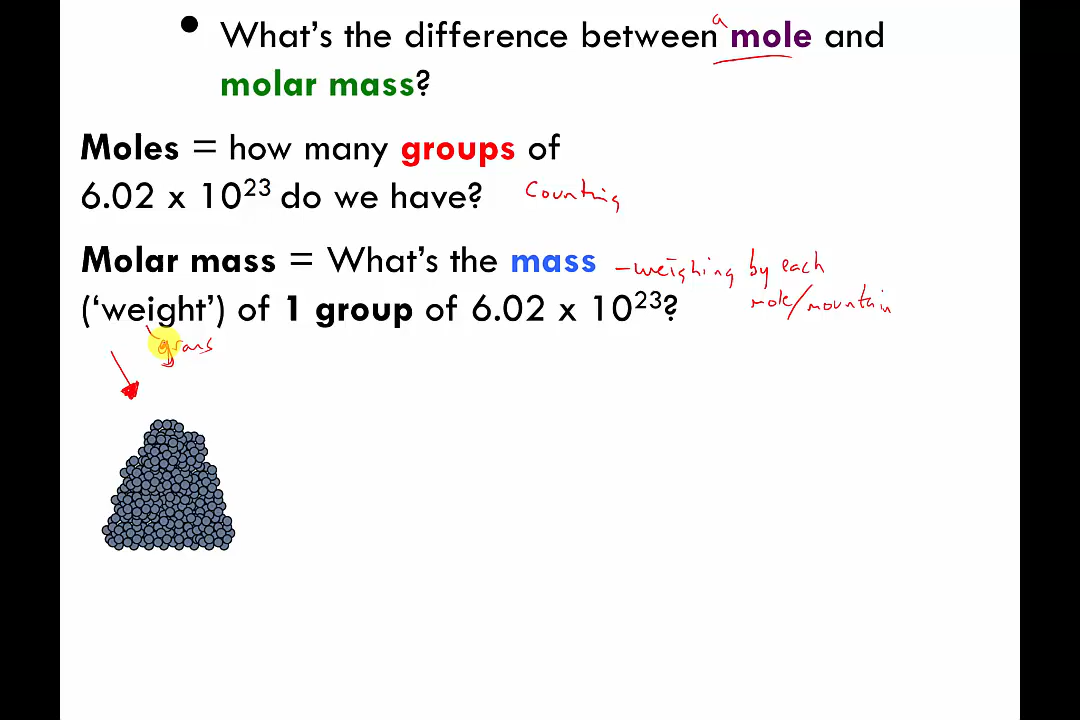 • What's the difference between a mole and
molar mass?
Moles = how many groups of
6.02 x 10²³ do we have? Counting
Molar mass = What's the mass – weighing by each
('weight') of 1 group of 6.02 x 10²³? mole/mountain
grams